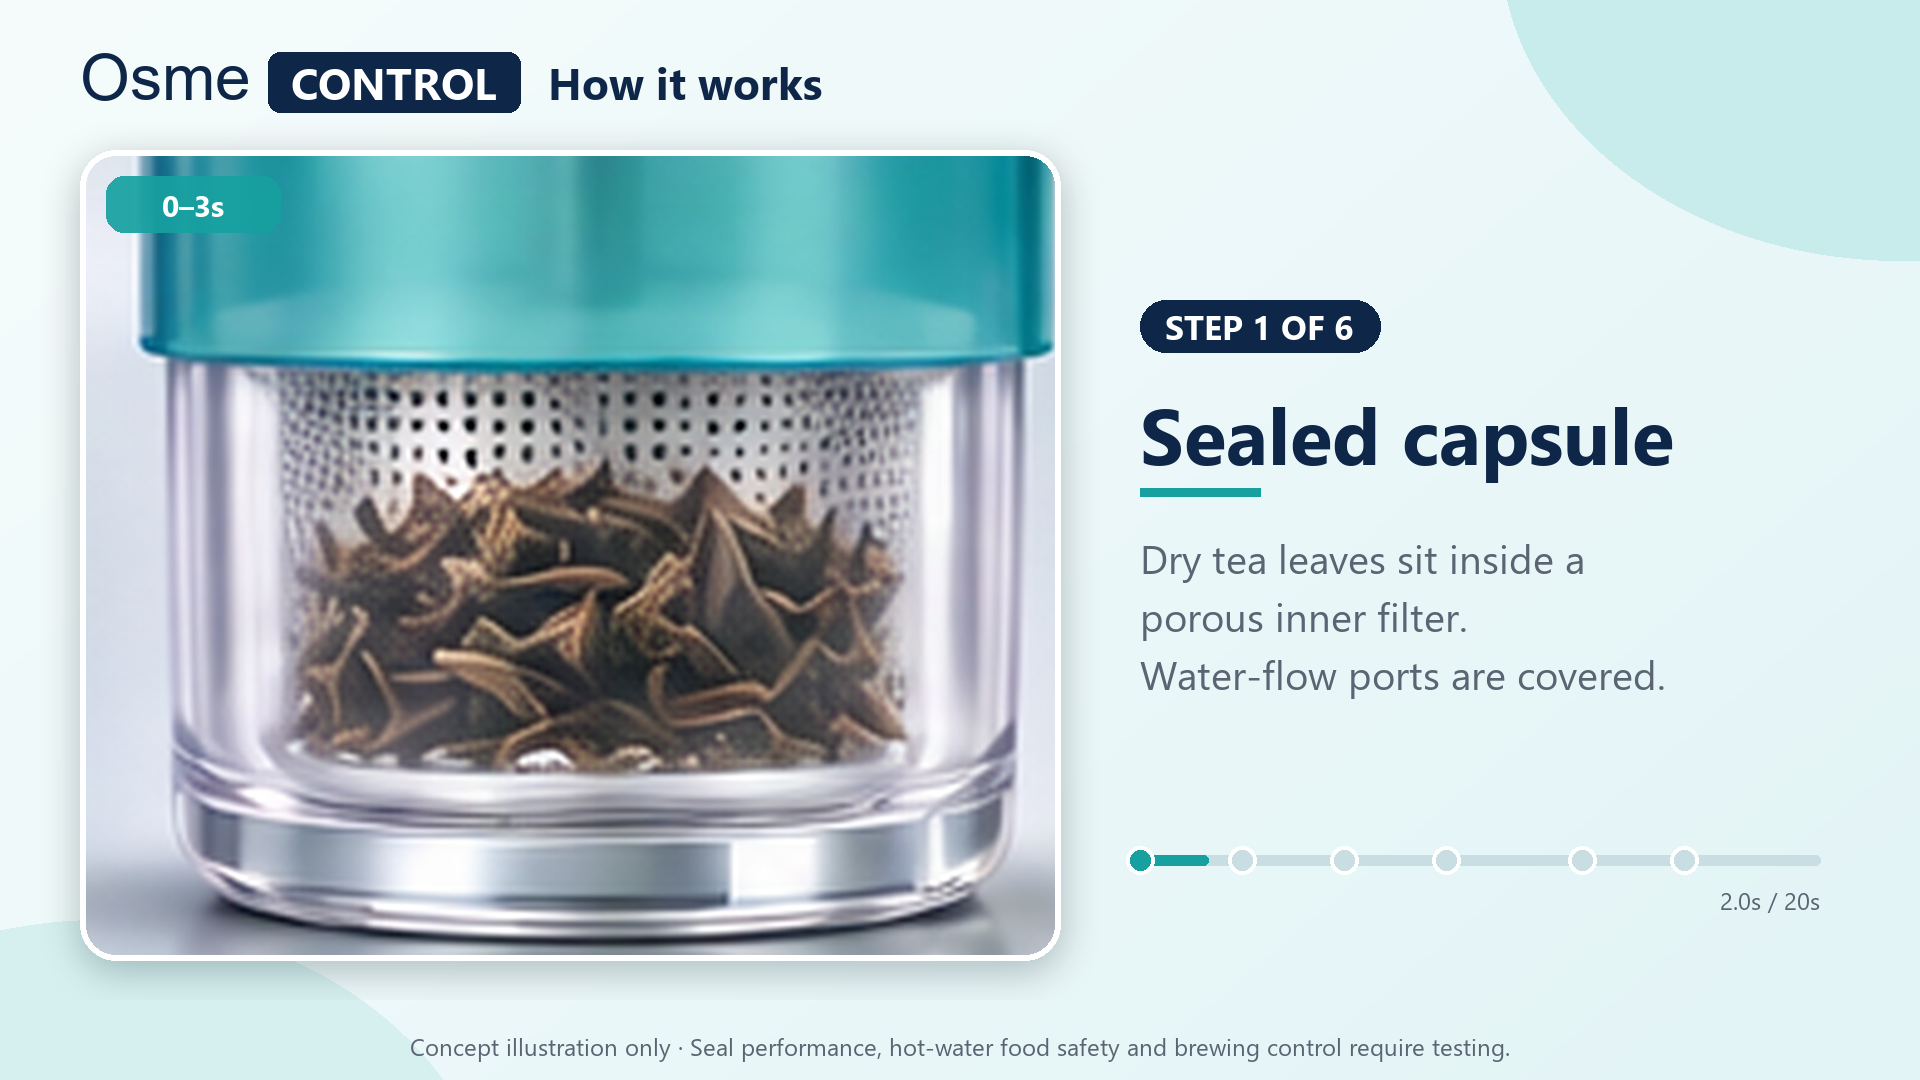 Osme CONTROL How it works
0–3s
STEP 1 OF 6
Sealed capsule
Dry tea leaves sit inside a
porous inner filter.
Water-flow ports are covered.
2.0s / 20s
Concept illustration only · Seal performance, hot-water food safety and brewing control require testing.